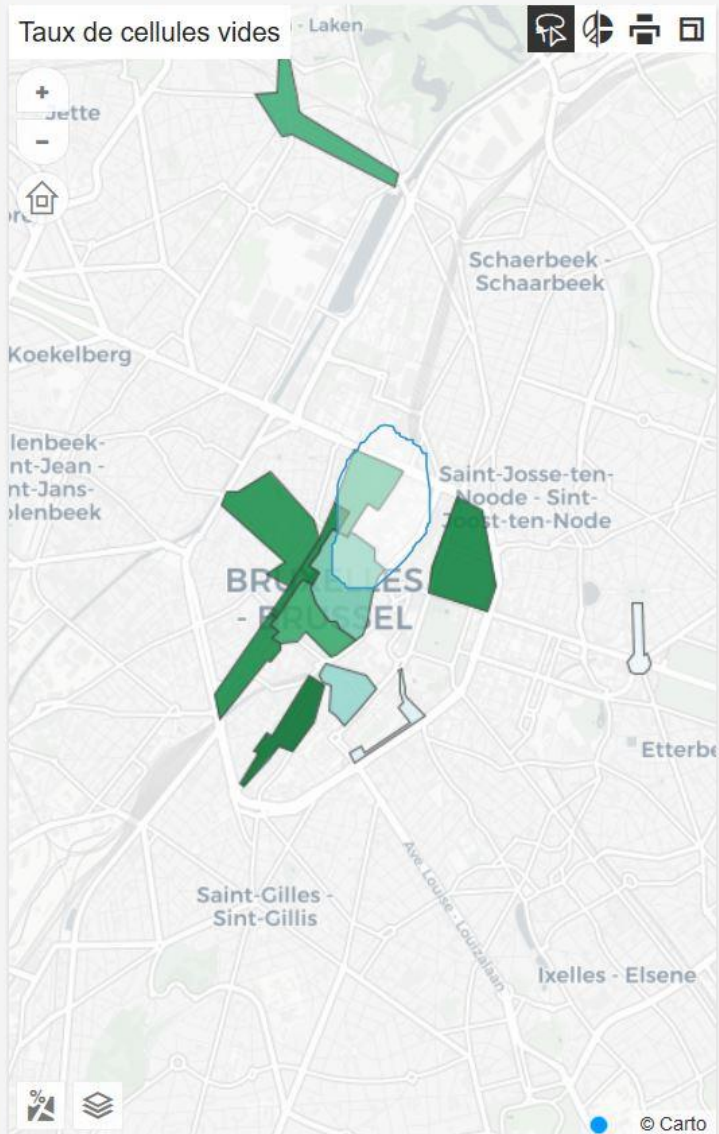 Taux de cellules vides
- Laken
+
Jette
-
Schaerbeek -
Schaarbeek
Koekelberg
lenbeek-
nt-Jean -
nt-Jans-
olenbeek
Saint-Josse-ten-
Noode - Sint-
Joost-ten-Node
BRUXELLES
- BRUSSEL
Etterbe
Ave. Louise - Louizalaan
Saint-Gilles -
Sint-Gillis
Ixelles - Elsene
%
© Carto